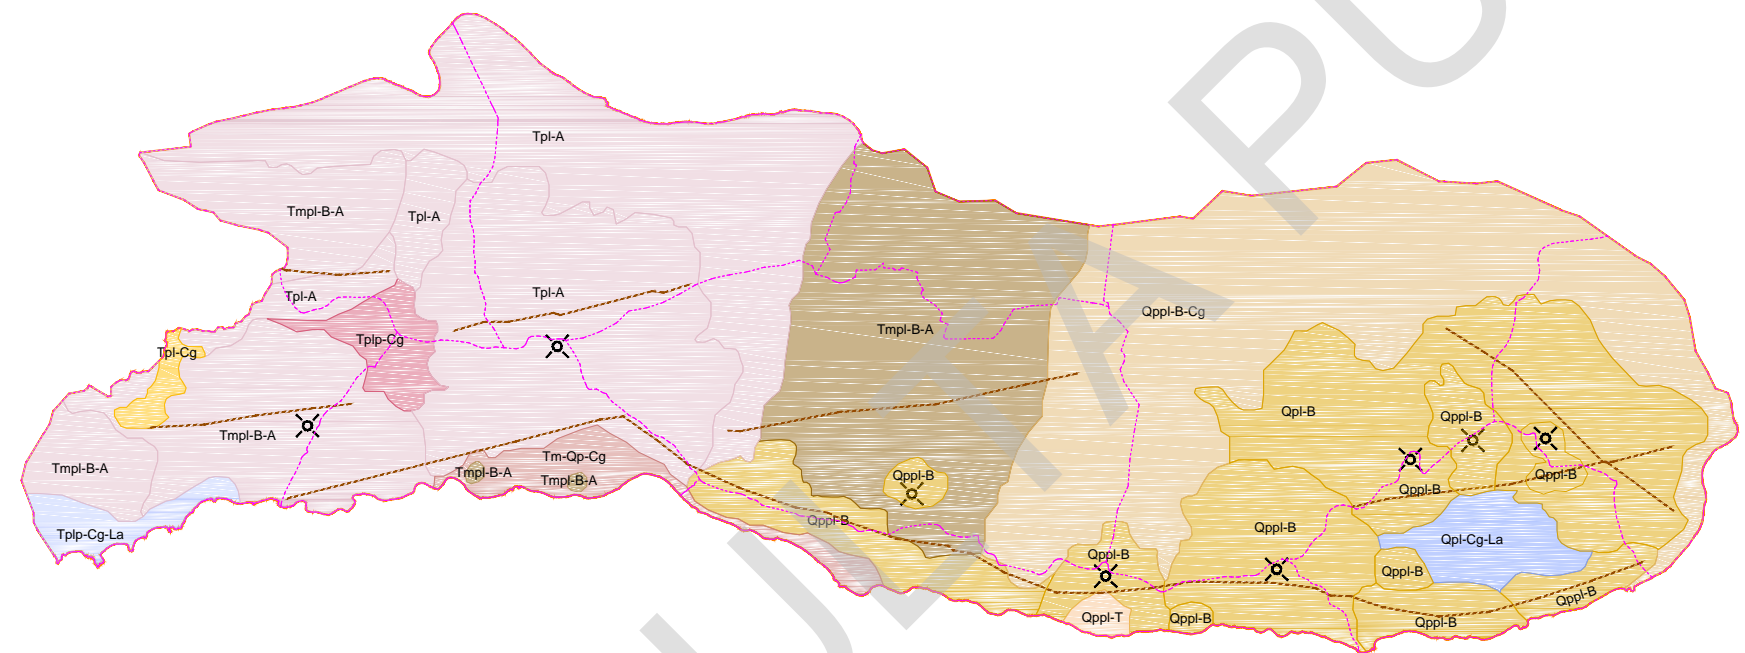 Tpl-A
Tmpl-B-A
Tpl-A
Tpl-A
Tpl-A
Tplp-Cg
Tpl-Cg
Tmpl-B-A
Qppl-B-Cg
Qpl-B
Qppl-B
Tmpl-B-A
Tmpl-B-A
Tm-Qp-Cg
Tmpl-B-A
Tmpl-B-A
Qppl-B
Qppl-B
Qppl-B
Qppl-B
Qppl-B
Tplp-Cg-La
Qpl-Cg-La
Qppl-B
Qppl-B
Qppl-B
Qppl-T
Qppl-B
Qppl-B